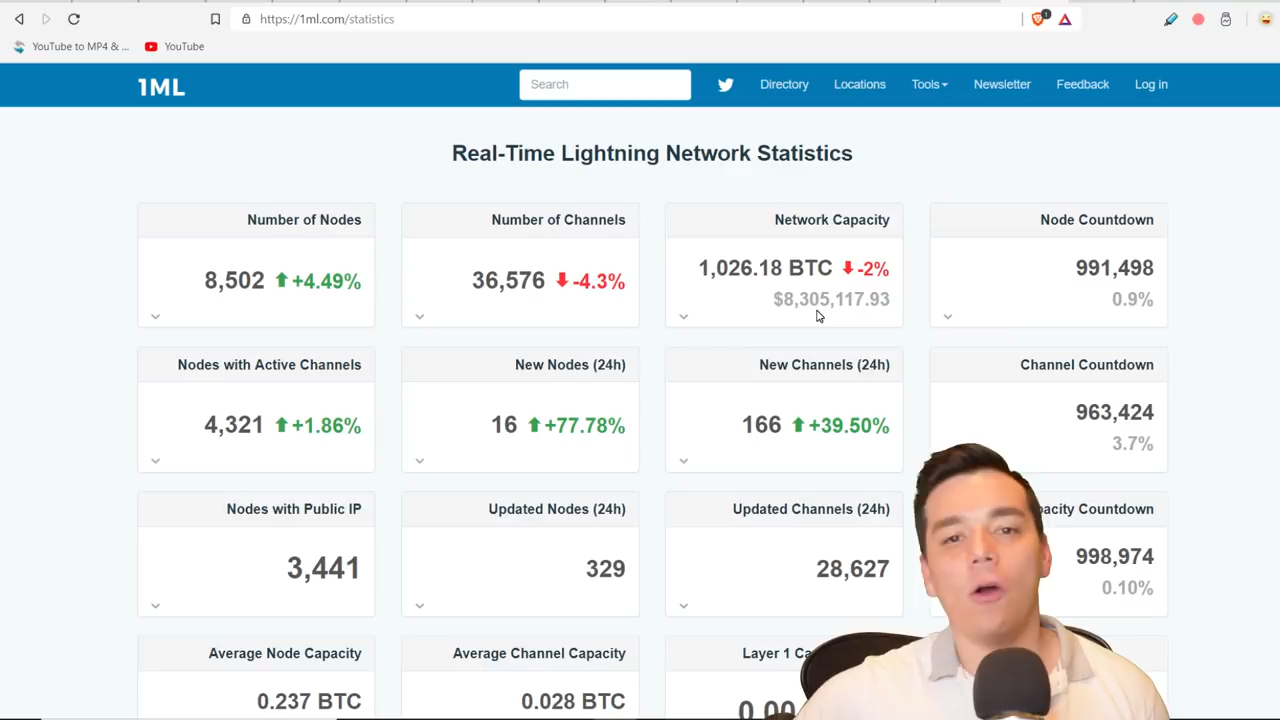 https://1ml.com/statistics
1
YouTube to MP4 & ...
YouTube
1ML
Search
Directory
Locations
Tools
Newsletter
Feedback
Log in
Real-Time Lightning Network Statistics
Number of Nodes
8,502 +4.49%
Number of Channels
36,576 -4.3%
Network Capacity
1,026.18 BTC -2%
$8,305,117.93
Node Countdown
991,498
0.9%
Nodes with Active Channels
4,321 +1.86%
New Nodes (24h)
16 +77.78%
New Channels (24h)
166 +39.50%
Channel Countdown
963,424
3.7%
Nodes with Public IP
3,441
Updated Nodes (24h)
329
Updated Channels (24h)
28,627
Countdown
998,974
0.10%
Average Node Capacity
0.237 BTC
Average Channel Capacity
0.028 BTC
Layer 1